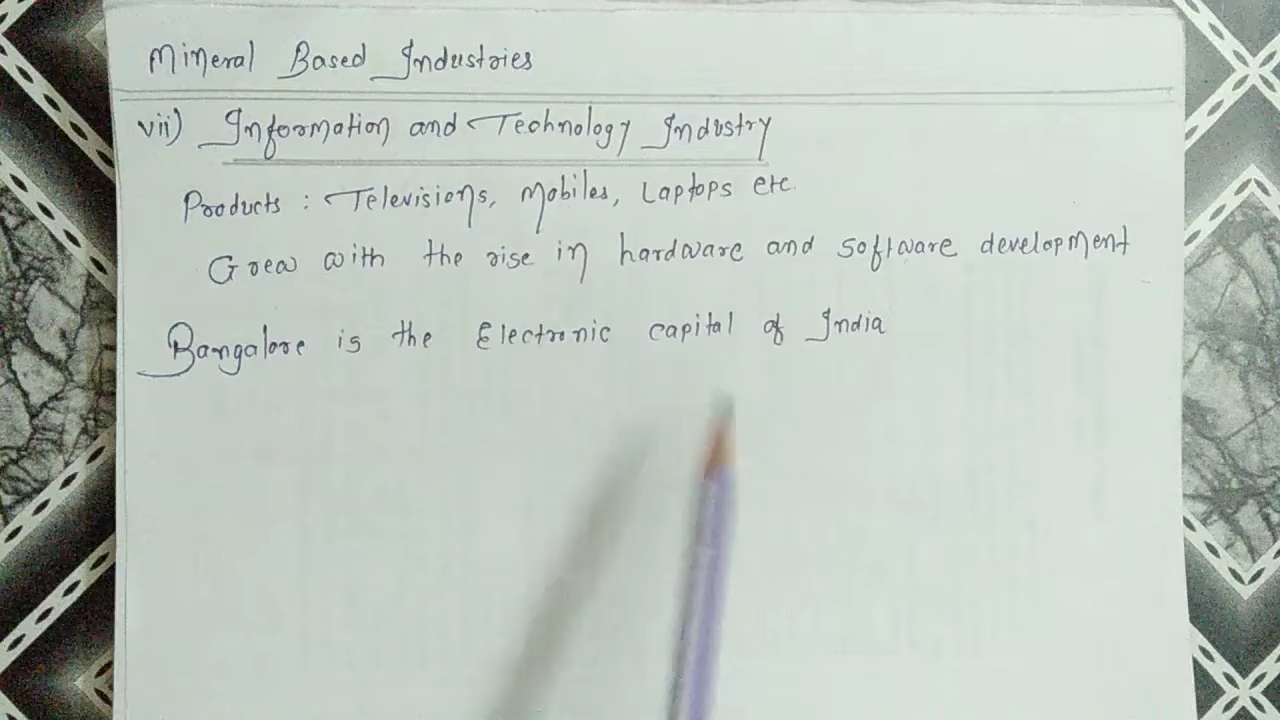 Mineral Based Industries
vii) Information and Technology Industry
Products : Televisions, Mobiles, Laptops etc.
Grew with the rise in hardware and software development
Bangalore is the Electronic capital of India